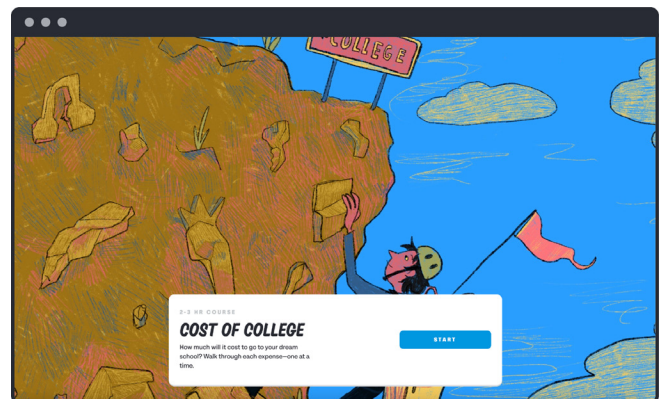 COLLEGE
2-3 HR COURSE
COST OF COLLEGE
How much will it cost to go to your dream
school? Walk through each expense—one at a
time.
START